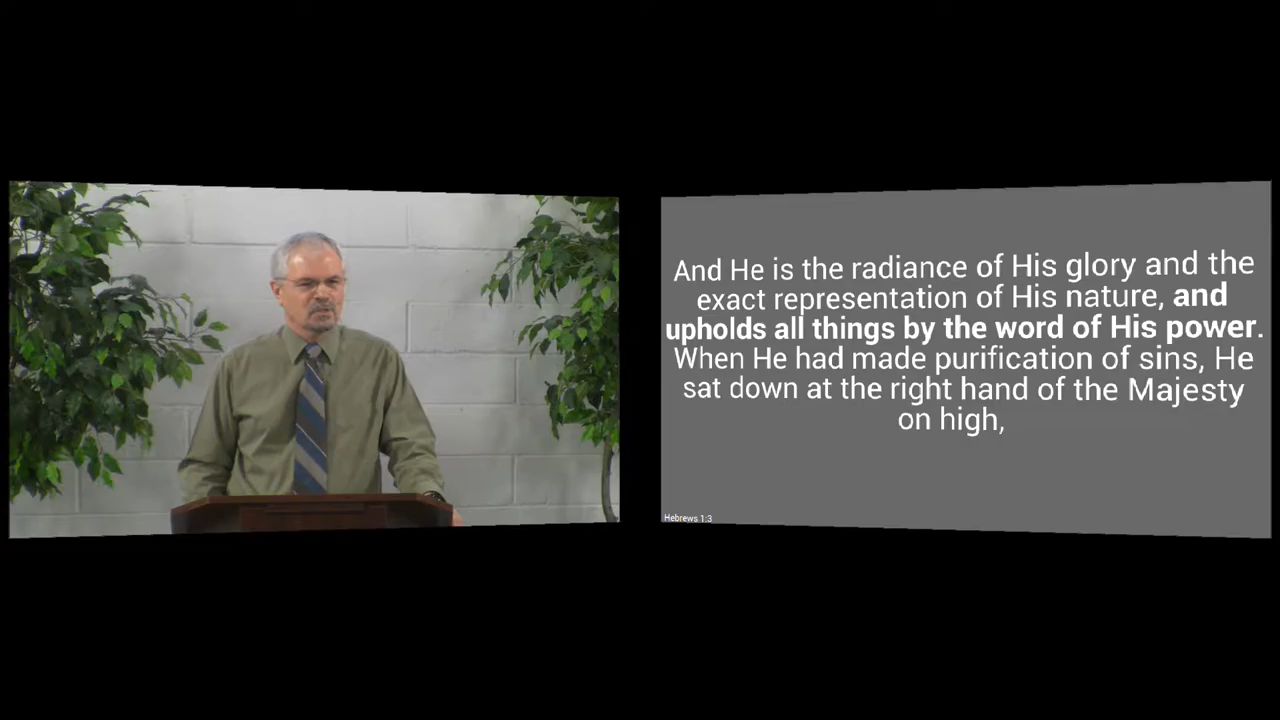 And He is the radiance of His glory and the
exact representation of His nature, and
upholds all things by the word of His power.
When He had made purification of sins, He
sat down at the right hand of the Majesty
on high,
Hebrews 1:3